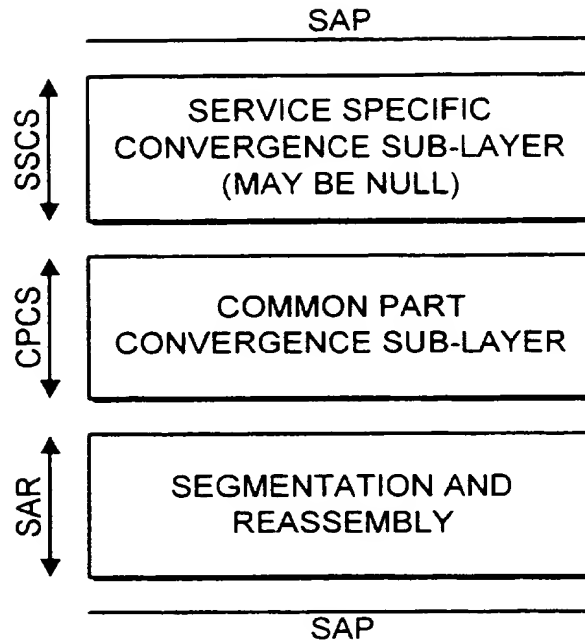 SAP
SSCS
SERVICE SPECIFIC
CONVERGENCE SUB-LAYER
(MAY BE NULL)
CPCS
COMMON PART
CONVERGENCE SUB-LAYER
SAR
SEGMENTATION AND
REASSEMBLY
SAP